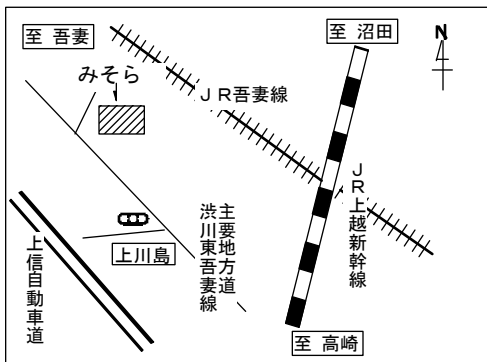 至 吾妻
至 沼田
N
みそら
JR吾妻線
JR上越新幹線
主要地方道
渋川東吾妻線
上川島
上信自動車道
至 高崎